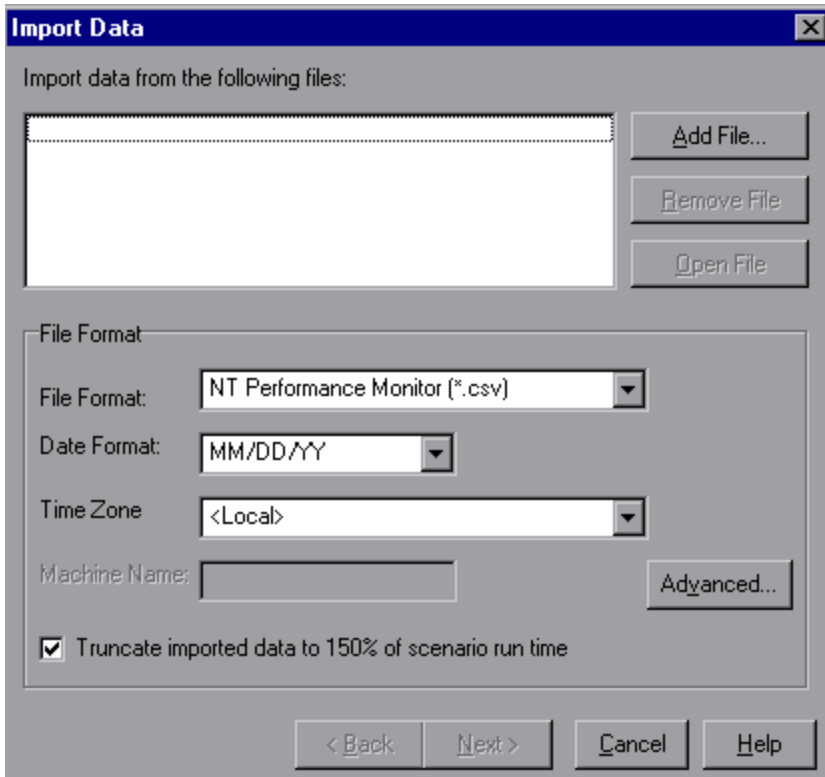 Import Data
Import data from the following files:
Add File...
Remove File
Open File
File Format
File Format: NT Performance Monitor (*.csv)
Date Format: MM/DD/YY
Time Zone <Local>
Machine Name:
Advanced...
Truncate imported data to 150% of scenario run time
< Back Next > Cancel Help